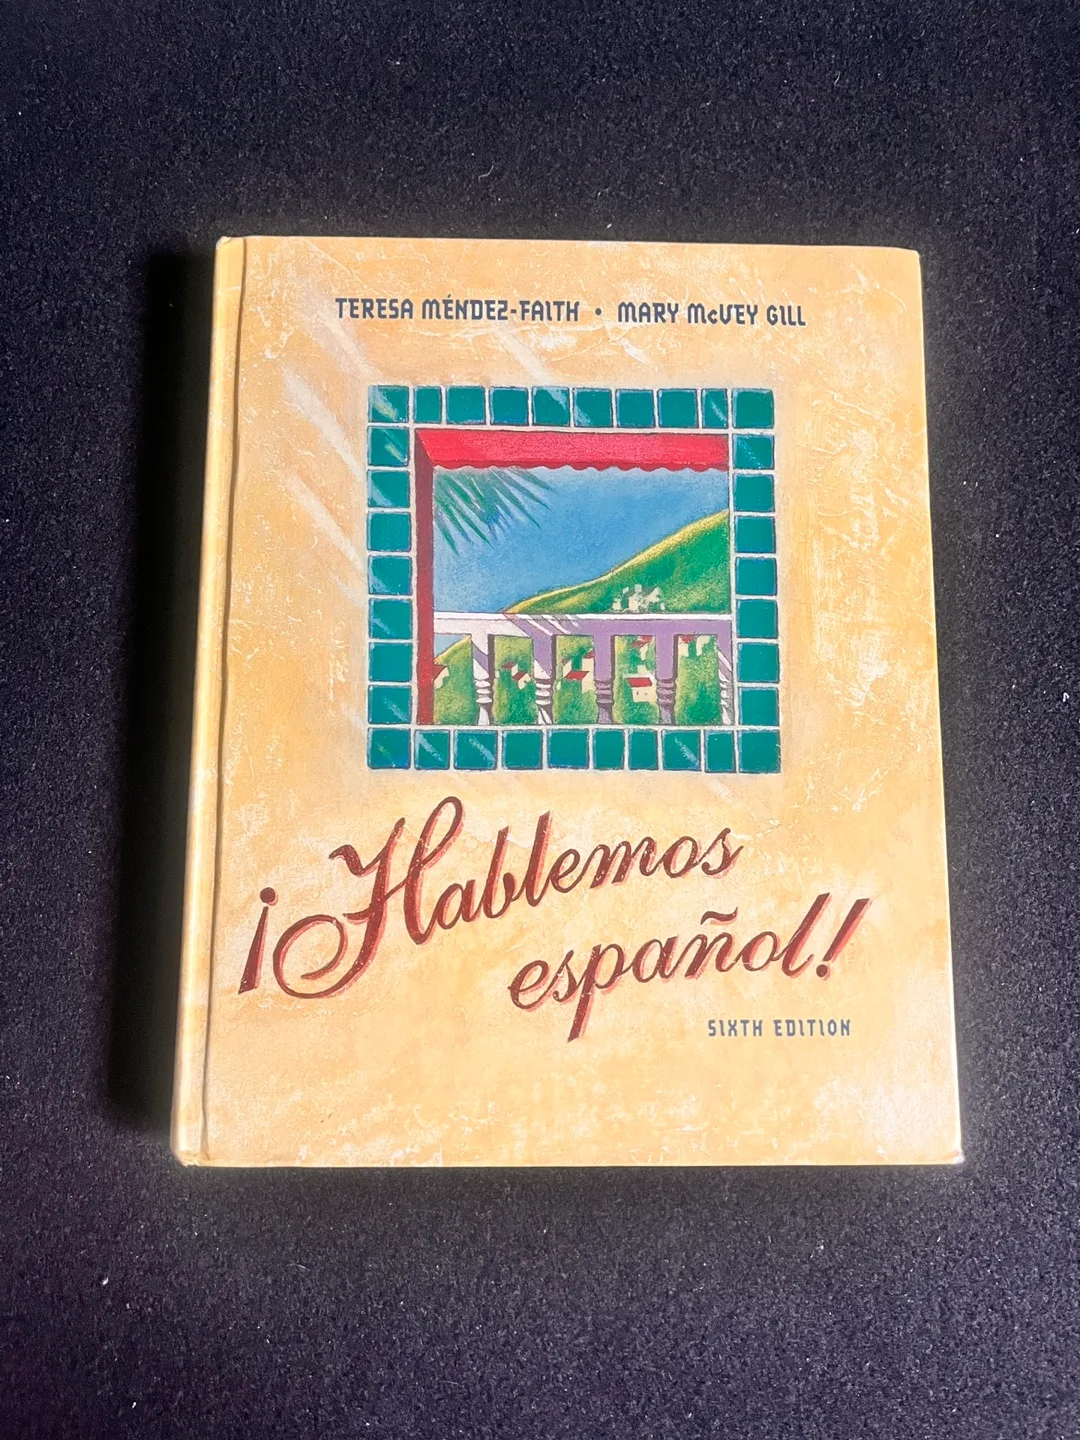 TERESA MÉNDEZ-FAITH • MARY McVEY GILL
¡Hablemos
español!
SIXTH EDITION